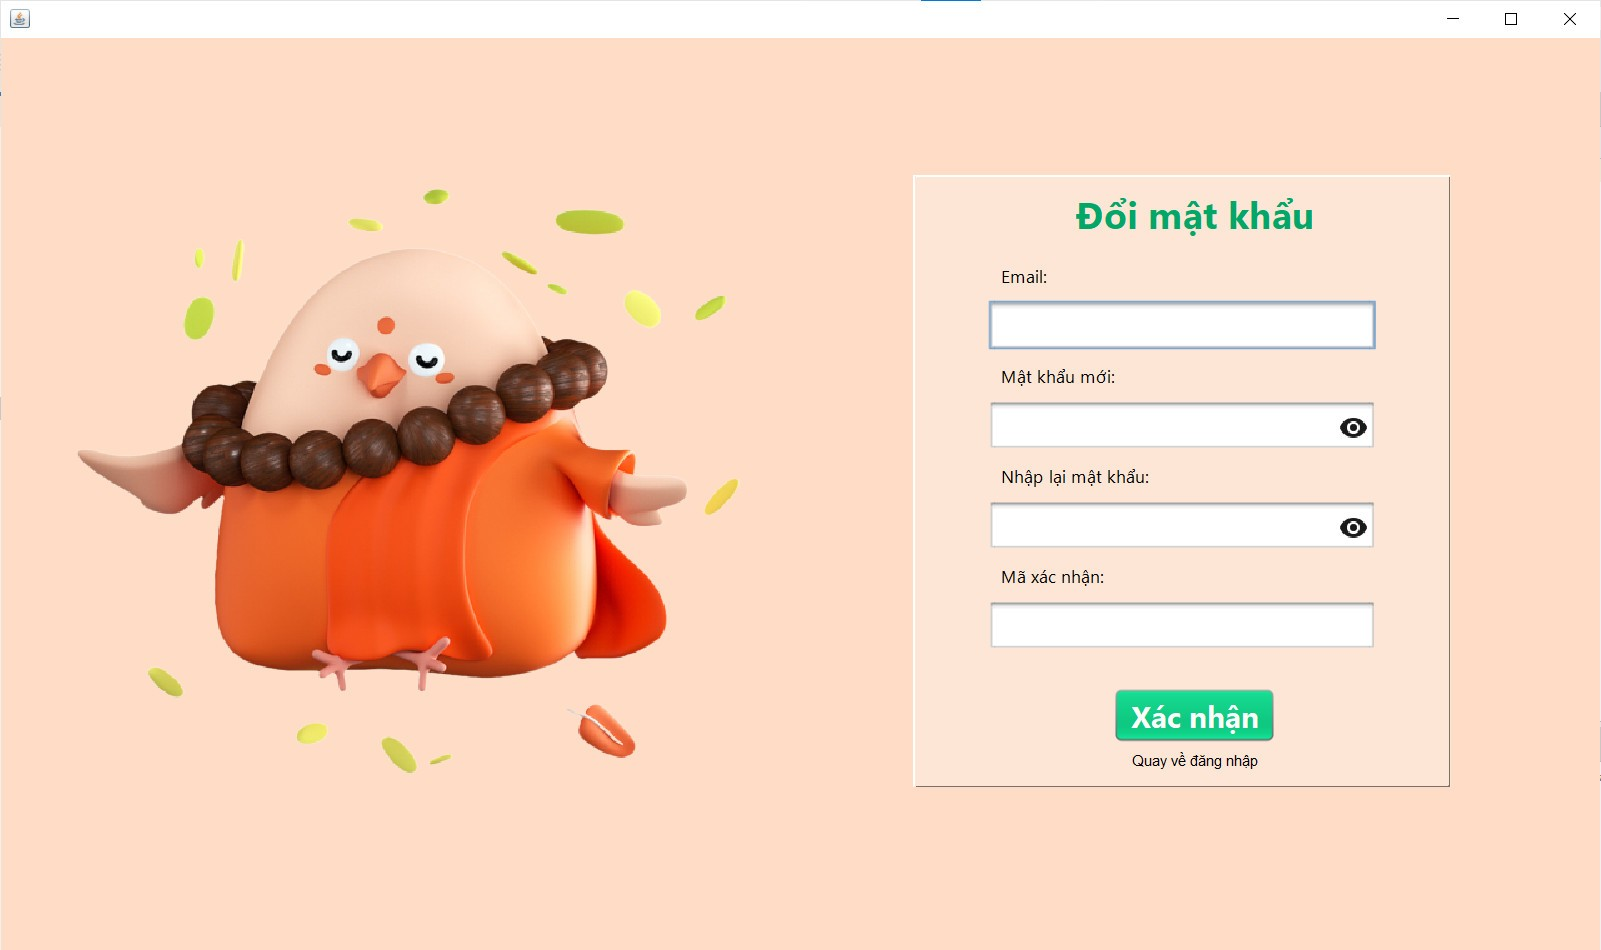 Đổi mật khẩu
Email:
Mật khẩu mới:
Nhập lại mật khẩu:
Mã xác nhận:
Xác nhận
Quay về đăng nhập